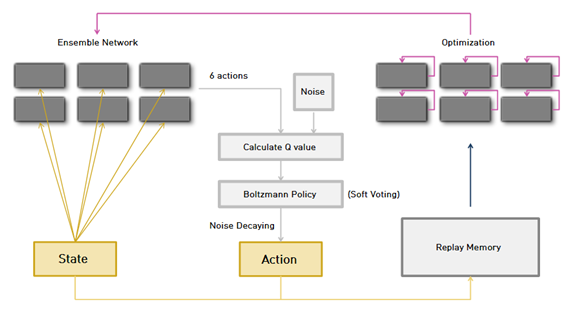 Ensemble Network
Optimization
6 actions
Noise
Calculate Q value
Boltzmann Policy
(Soft Voting)
Noise Decaying
State
Action
Replay Memory